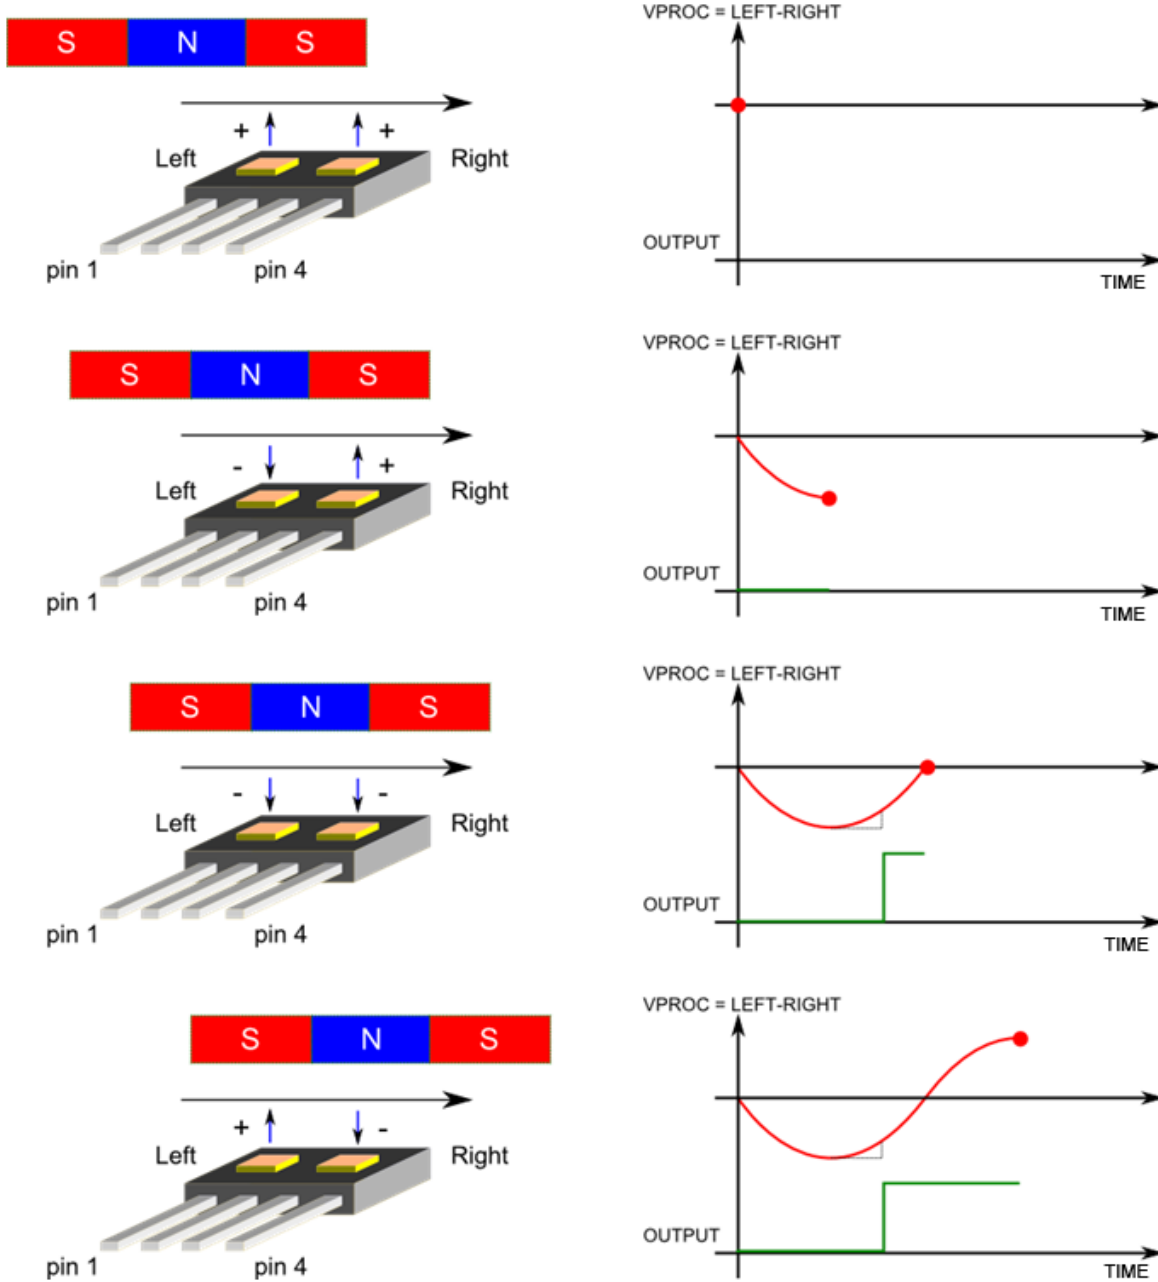 S N S
+ +
Left Right
pin 1 pin 4
VPROC = LEFT-RIGHT
OUTPUT
TIME
S N S
- +
Left Right
pin 1 pin 4
VPROC = LEFT-RIGHT
OUTPUT
TIME
S N S
- -
Left Right
pin 1 pin 4
VPROC = LEFT-RIGHT
OUTPUT
TIME
S N S
+ -
Left Right
pin 1 pin 4
VPROC = LEFT-RIGHT
OUTPUT
TIME